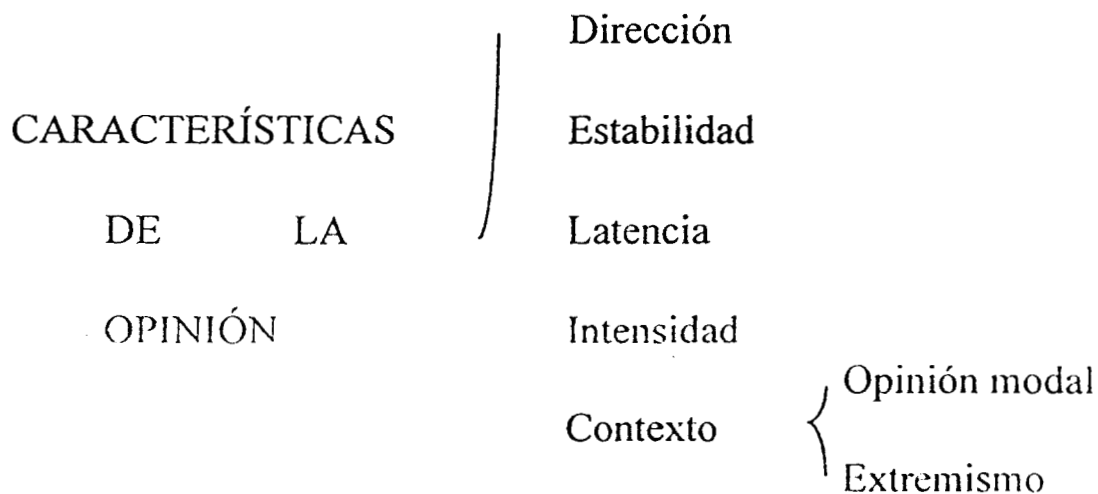 Dirección
CARACTERÍSTICAS Estabilidad
DE LA Latencia
OPINIÓN Intensidad
Opinión modal
Contexto
Extremismo